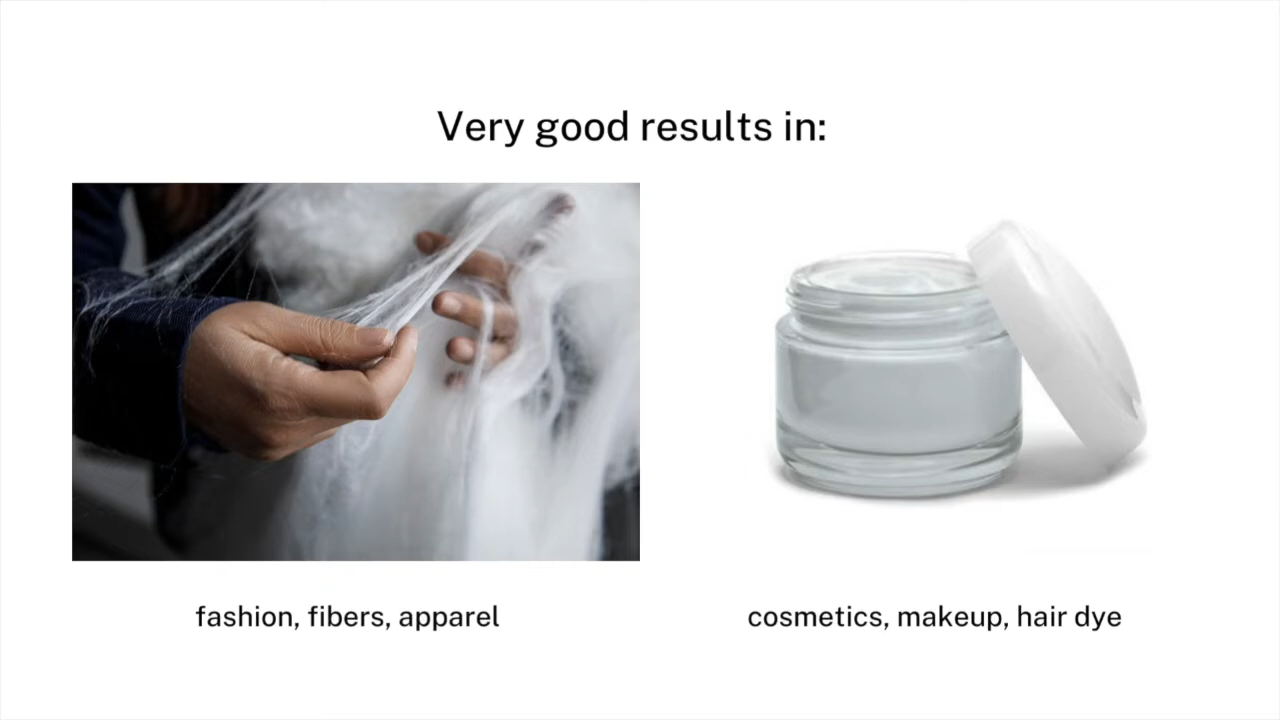 Very good results in:
fashion, fibers, apparel
cosmetics, makeup, hair dye